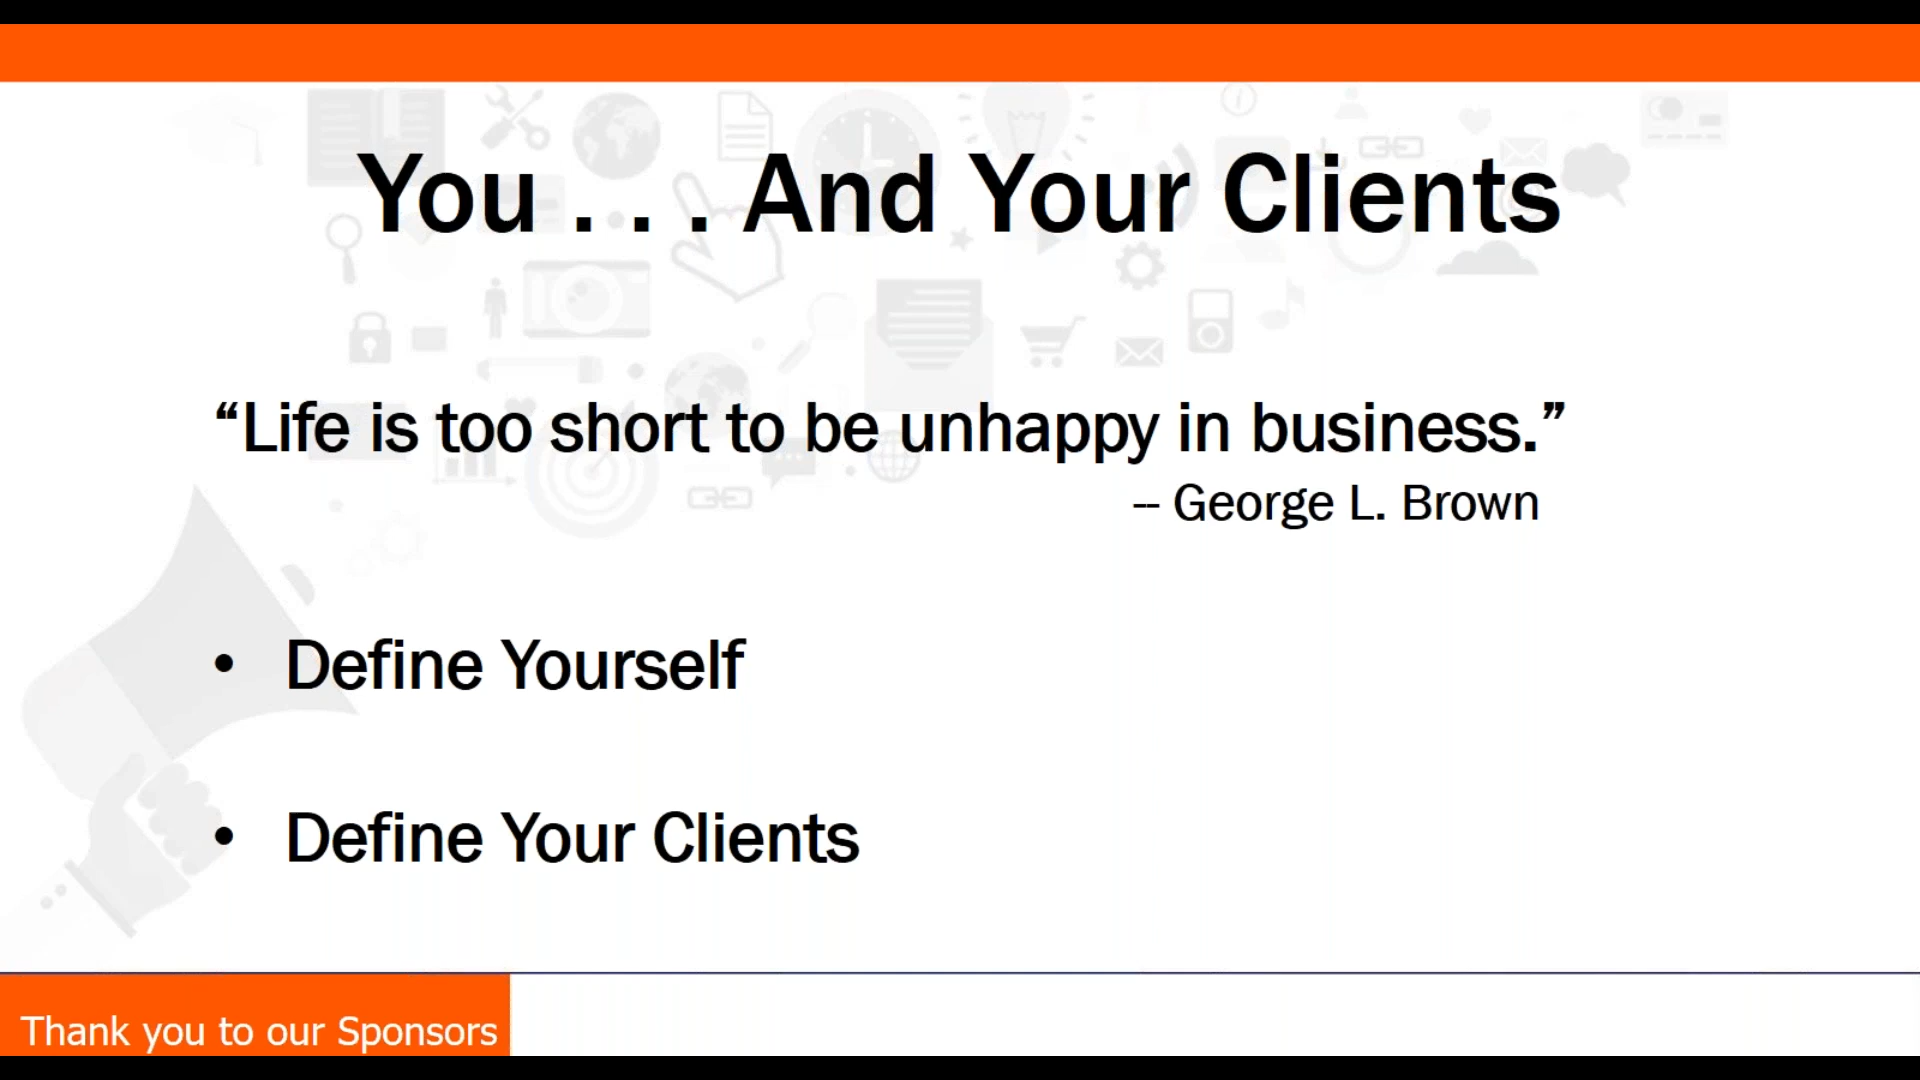 You . . . And Your Clients
“Life is too short to be unhappy in business.”
-- George L. Brown
• Define Yourself
• Define Your Clients
Thank you to our Sponsors